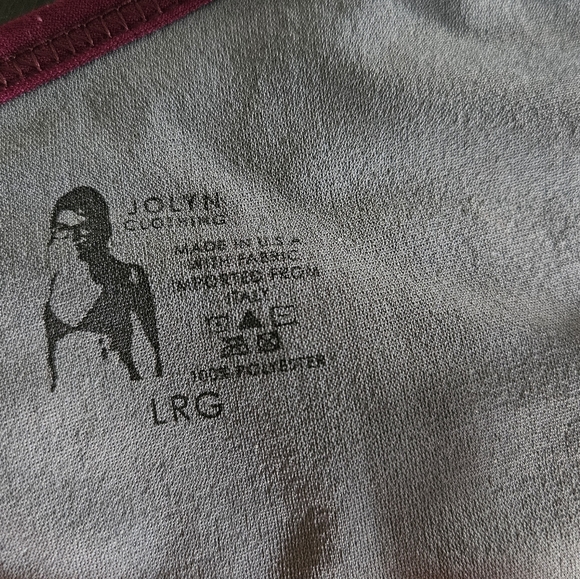 JOLYN
CLOTHING
MADE IN U.S.A
WITH FABRIC
IMPORTED FROM
ITALY
100% POLYESTER
LRG